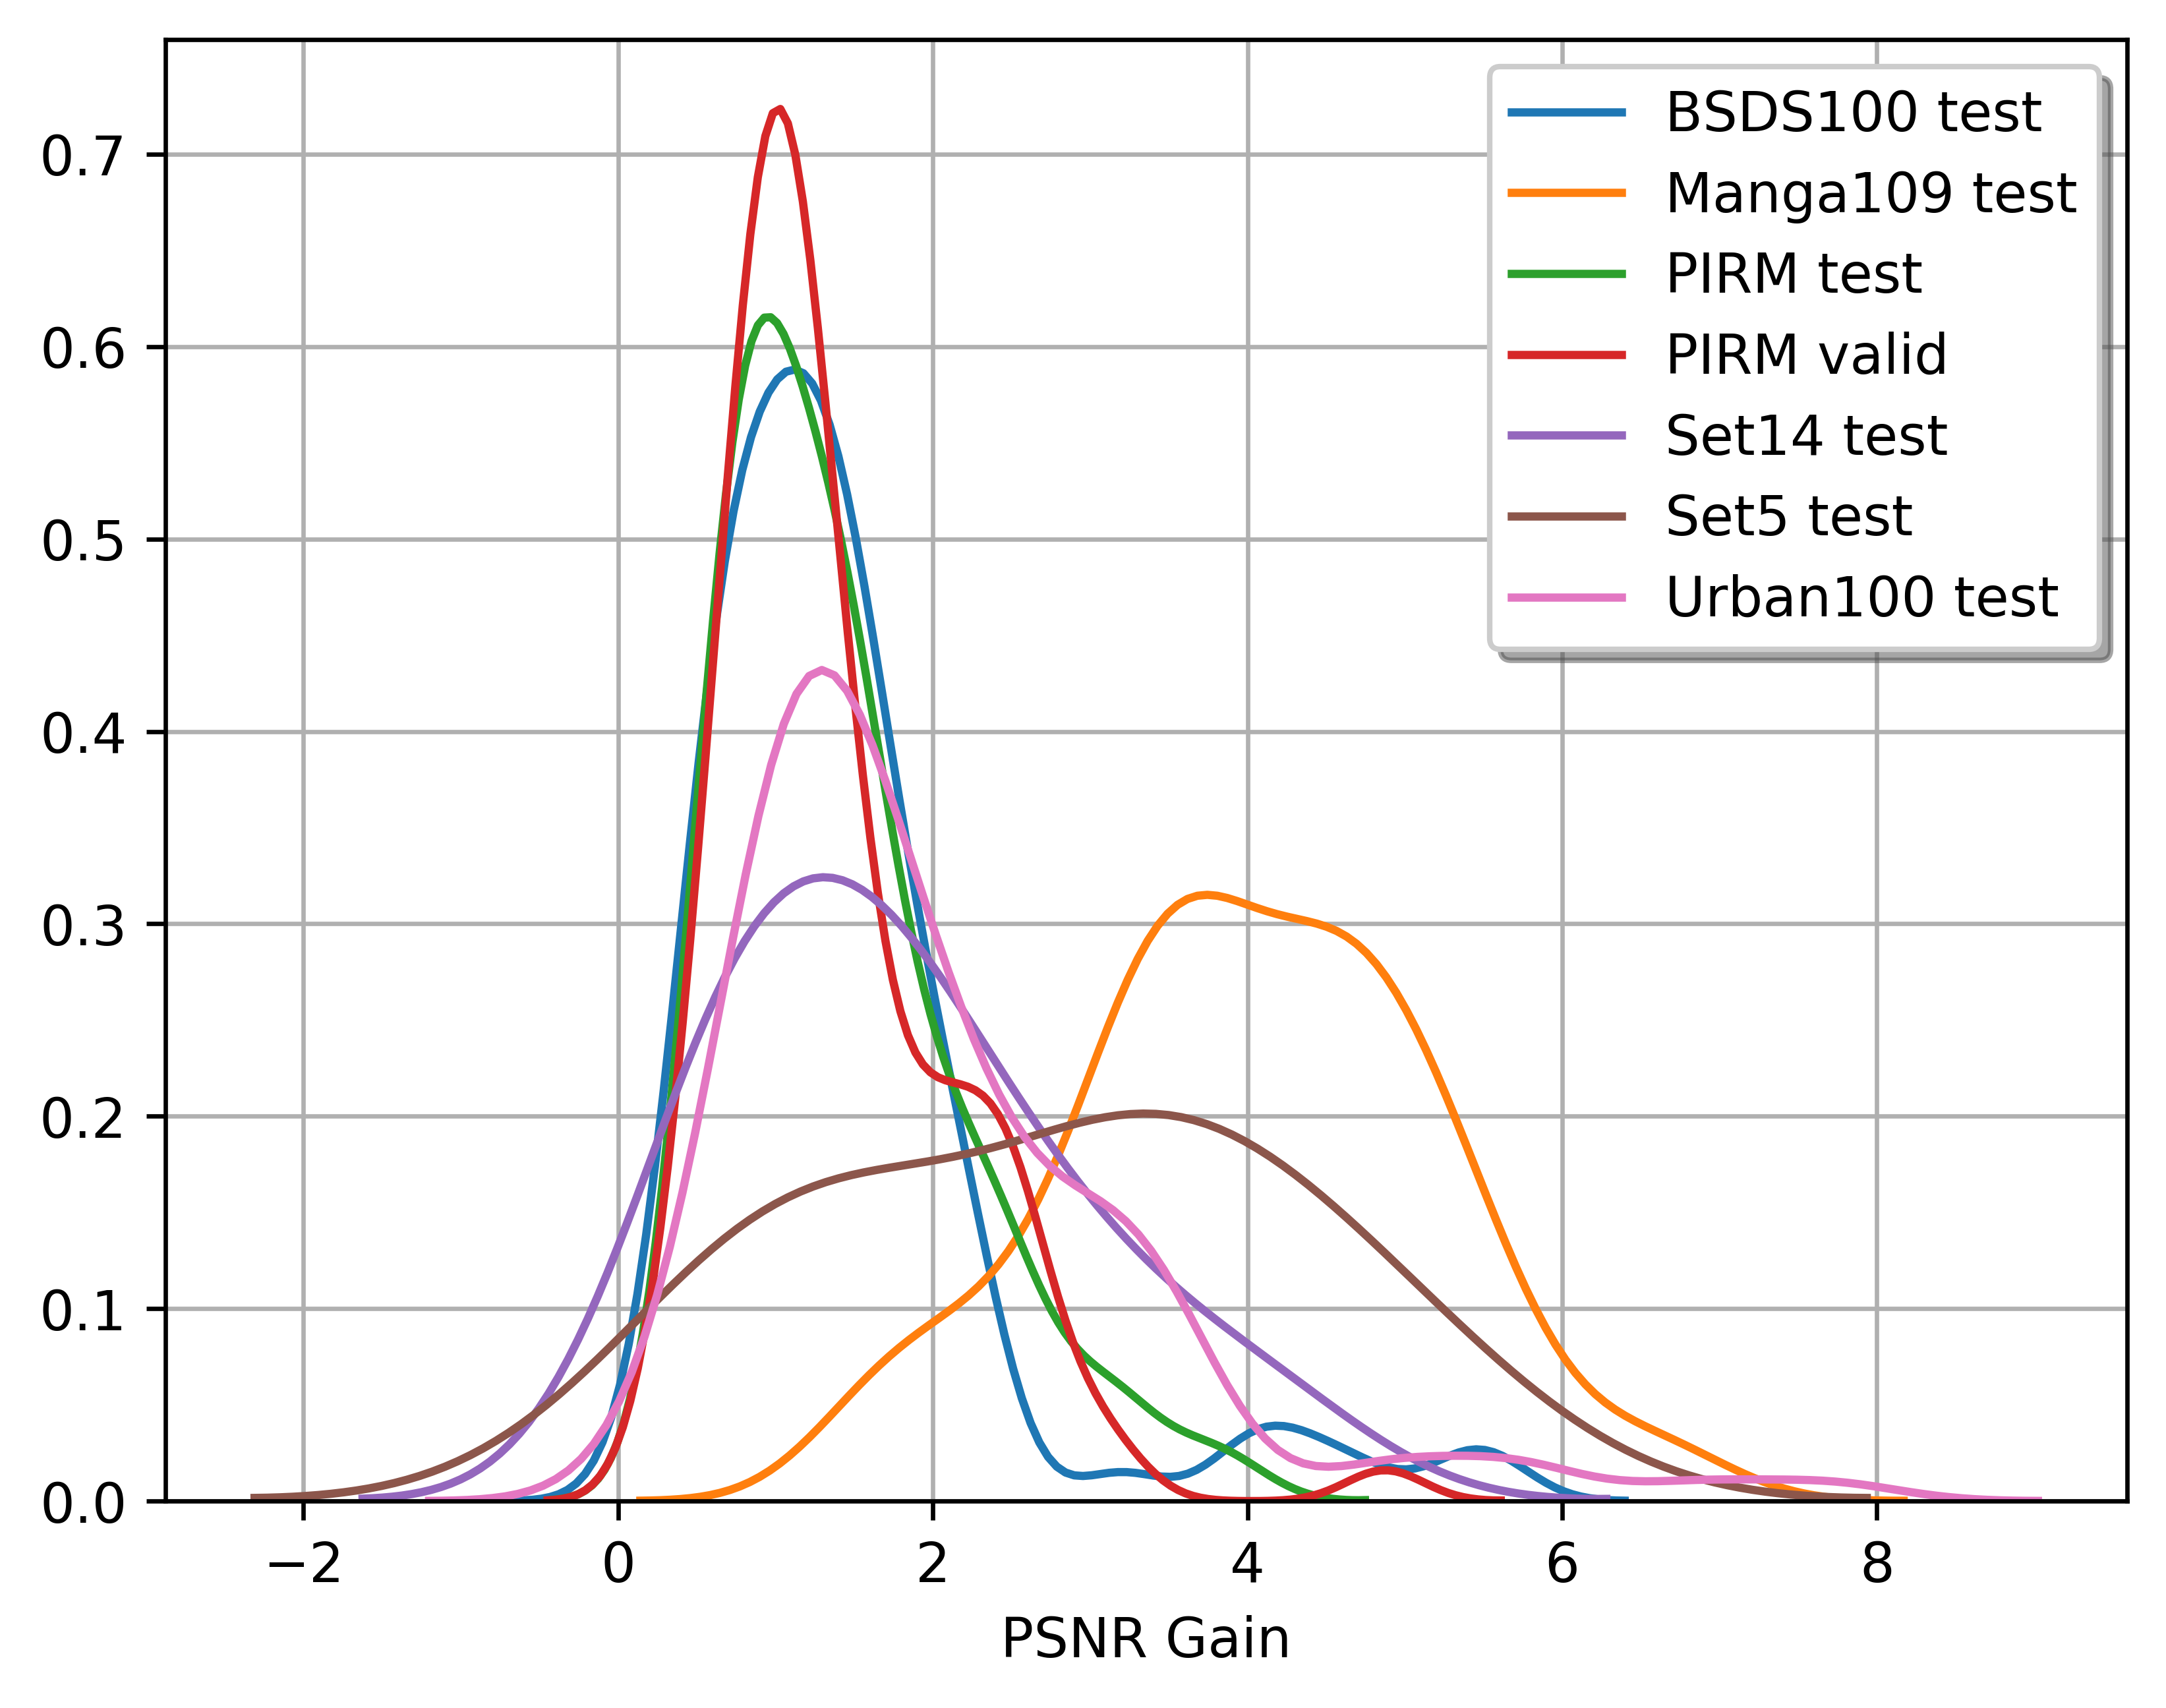 BSDS100 test
Manga109 test
PIRM test
PIRM valid
Set14 test
Set5 test
Urban100 test
0.7
0.6
0.5
0.4
0.3
0.2
0.1
0.0
−2 0 2 4 6 8
PSNR Gain